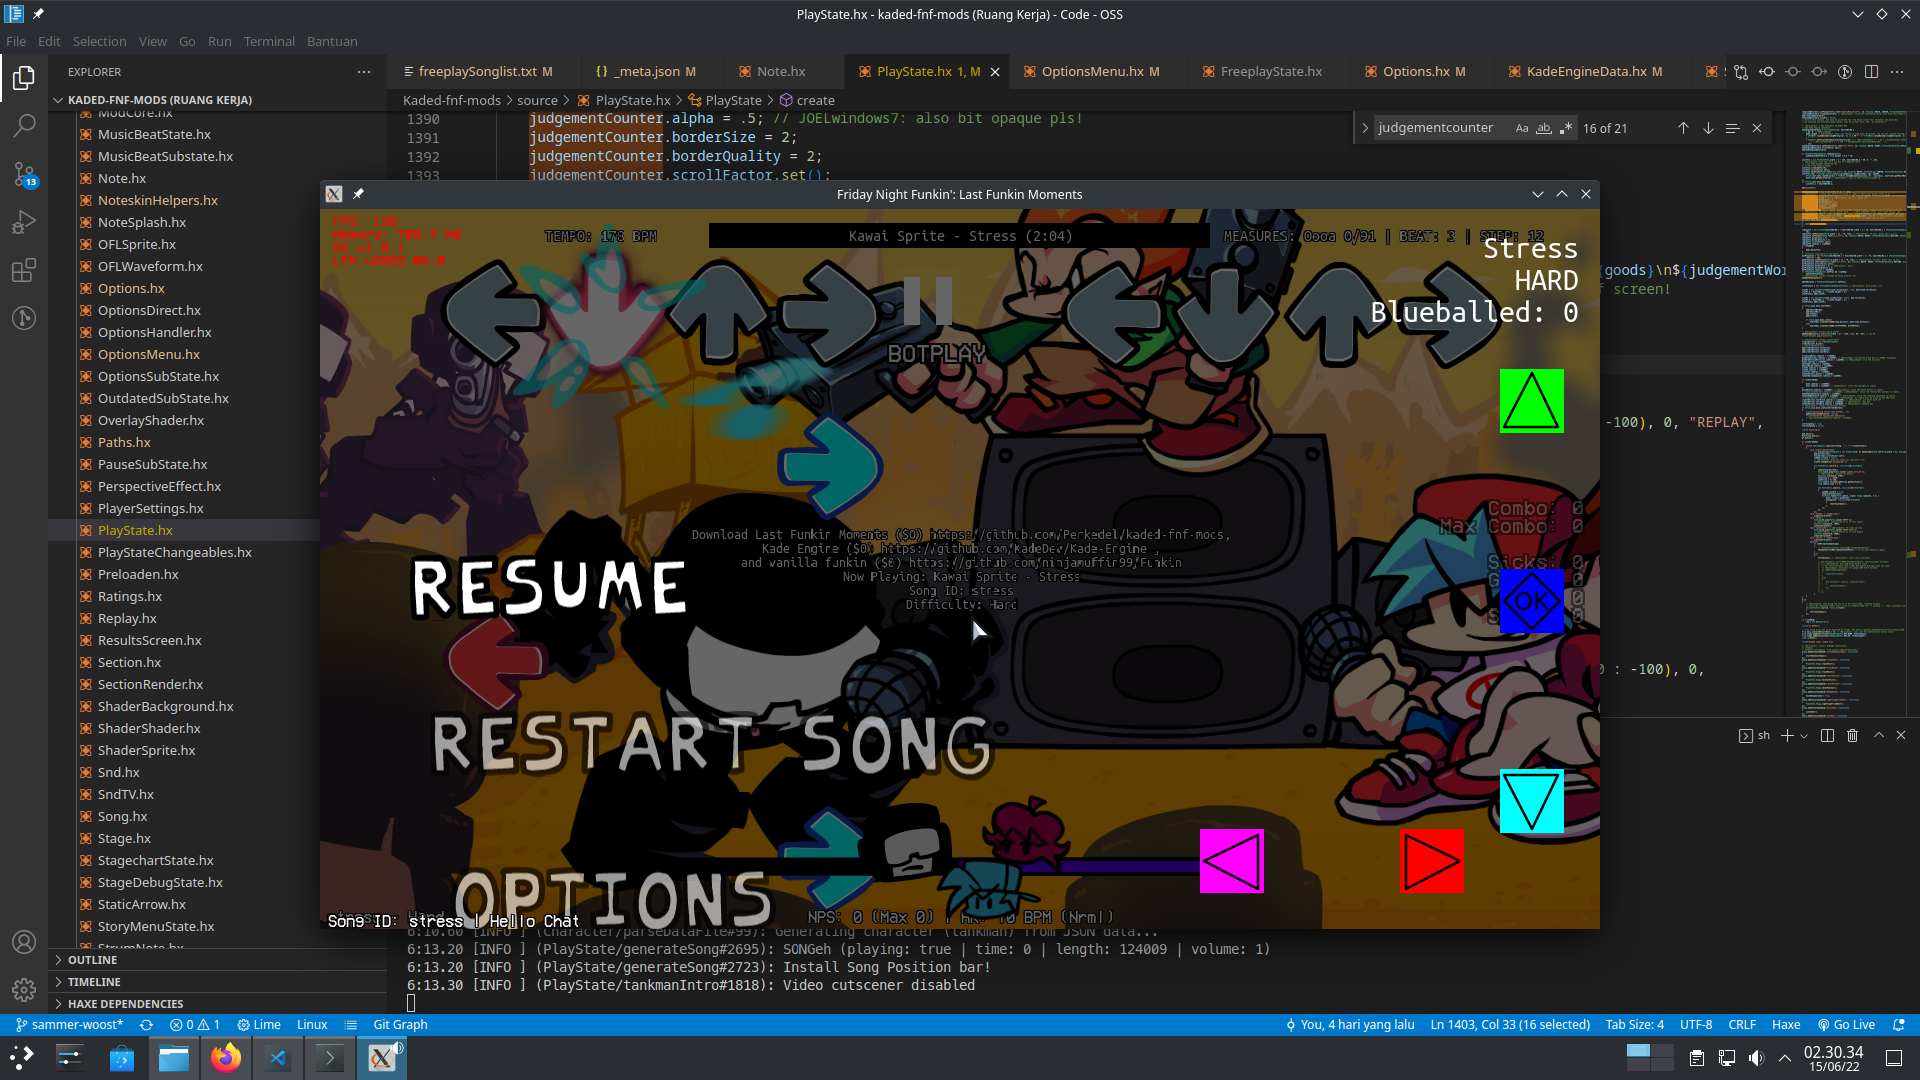 PlayState.hx - kaded-fnf-mods (Ruang Kerja) - Code - OSS
File Edit Selection View Go Run Terminal Bantuan
EXPLORER
freeplaySonglist.txt M
_meta.json M
Note.hx
PlayState.hx 1, M
OptionsMenu.hx M
FreeplayState.hx
Options.hx M
KadeEngineData.hx M
KADED-FNF-MODS (RUANG KERJA)
Kaded-fnf-mods > source > PlayState.hx > PlayState > create
ModCore.hx
MusicBeatState.hx
MusicBeatSubstate.hx
Note.hx
NoteskinHelpers.hx
NoteSplash.hx
OFLSprite.hx
OFLWaveform.hx
Options.hx
OptionsDirect.hx
OptionsHandler.hx
OptionsMenu.hx
OptionsSubState.hx
OutdatedSubState.hx
OverlayShader.hx
Paths.hx
PauseSubState.hx
PerspectiveEffect.hx
PlayerSettings.hx
PlayState.hx
PlayStateChangeables.hx
Preloaden.hx
Ratings.hx
Replay.hx
ResultsScreen.hx
Section.hx
SectionRender.hx
ShaderBackground.hx
ShaderShader.hx
ShaderSprite.hx
Snd.hx
SndTV.hx
Song.hx
Stage.hx
StagechartState.hx
StageDebugState.hx
StaticArrow.hx
StoryMenuState.hx
StrumNote.hx
OUTLINE
TIMELINE
HAXE DEPENDENCIES
1390 judgementCounter.alpha = .5; // JOELwindows7: also bit opaque pls!
1391 judgementCounter.borderSize = 2;
1392 judgementCounter.borderQuality = 2;
1393 judgementCounter.scrollFactor.set();
judgementcounter Aa ab 16 of 21
{goods}\n${judgementWo
f screen!
-100), 0, "REPLAY",
0 : -100), 0,
sh
Friday Night Funkin': Last Funkin Moments
Memory: 708.7 MB
TEMPO: 178 BPM
Kawai Sprite - Stress (2:04)
MEASURES: 0ooa 0/91 | BEAT: 3 | STEP: 12
Stress
HARD
Blueballed: 0
BOTPLAY
Combo: 0
Max Combo: 0
Sicks: 0
OK
Download Last Funkin Moments ($0) https://github.com/Perkedel/kaded-fnf-mods,
Kade Engine ($0) https://github.com/KadeDev/Kade-Engine ,
and vanilla funkin ($0) https://github.com/ninjamuffin99/Funkin
Now Playing: Kawai Sprite - Stress
Song ID: stress
Difficulty: Hard
RESUME
RESTART SONG
OPTIONS
Song ID: stress | Hello Chat
NPS: 0 (Max 0)
BPM (Nrml)
6:10.60 [INFO ] (Character/parseDataFile#99): Generating character (tankman) from JSON data...
6:13.20 [INFO ] (PlayState/generateSong#2695): SONGeh (playing: true | time: 0 | length: 124009 | volume: 1)
6:13.20 [INFO ] (PlayState/generateSong#2723): Install Song Position bar!
6:13.30 [INFO ] (PlayState/tankmanIntro#1818): Video cutscener disabled
13
sammer-woost* 0 1 Lime Linux Git Graph
You, 4 hari yang lalu Ln 1403, Col 33 (16 selected) Tab Size: 4 UTF-8 CRLF Haxe Go Live
02.30.34
15/06/22